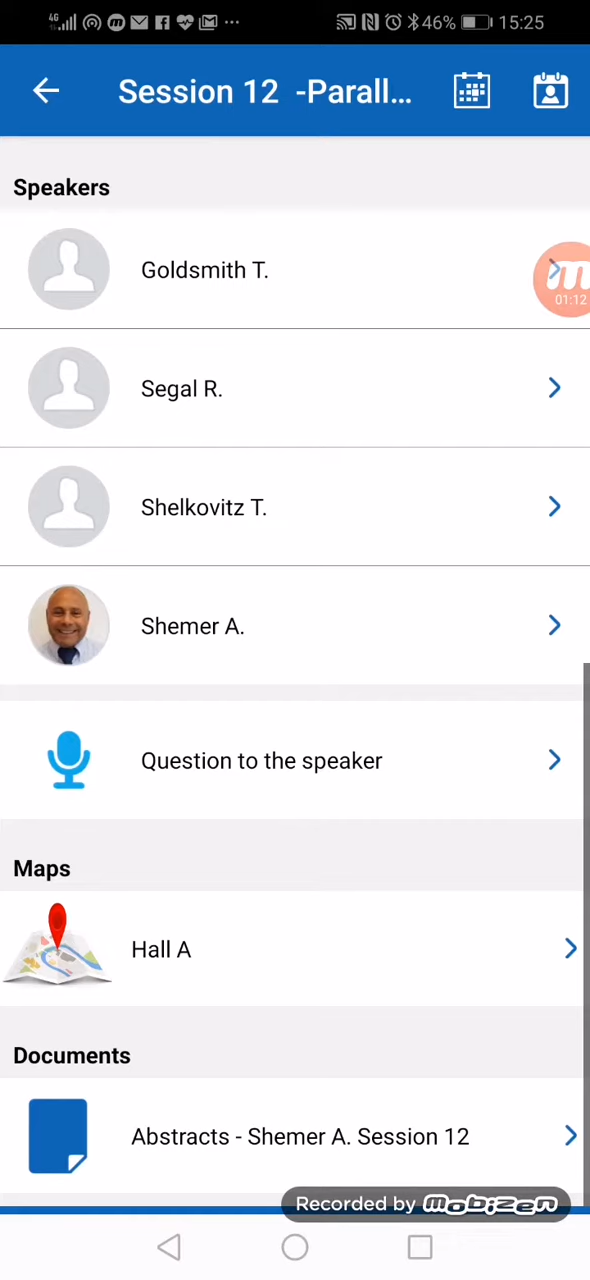 4G 46% 15:25
Session 12 -Parall...
Speakers
Goldsmith T.
01:12
Segal R.
Shelkovitz T.
Shemer A.
Question to the speaker
Maps
Hall A
Documents
Abstracts - Shemer A. Session 12
Recorded by mobizen